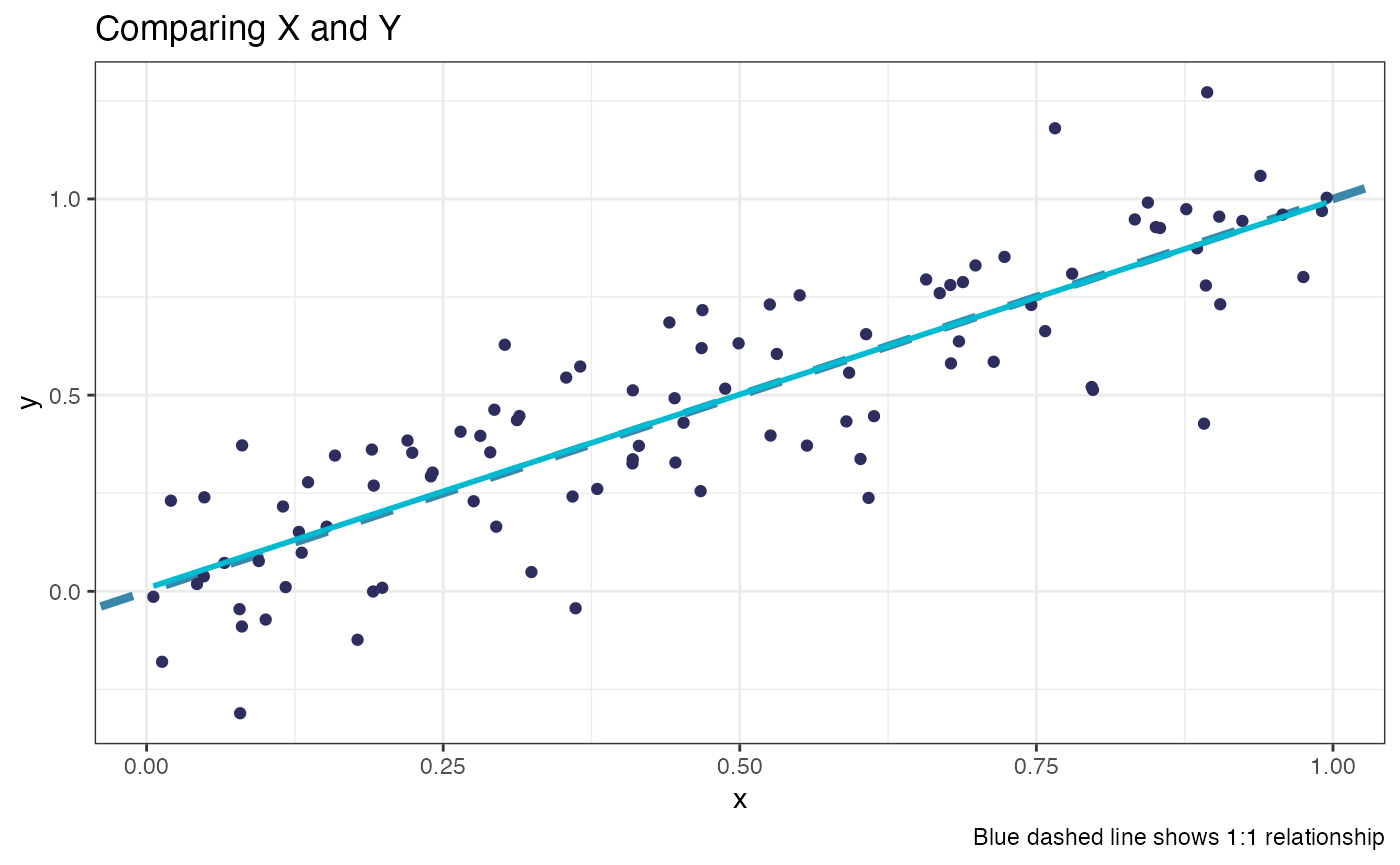 Comparing X and Y
1.0
0.5
0.0
y
0.00 0.25 0.50 0.75 1.00
x
Blue dashed line shows 1:1 relationship